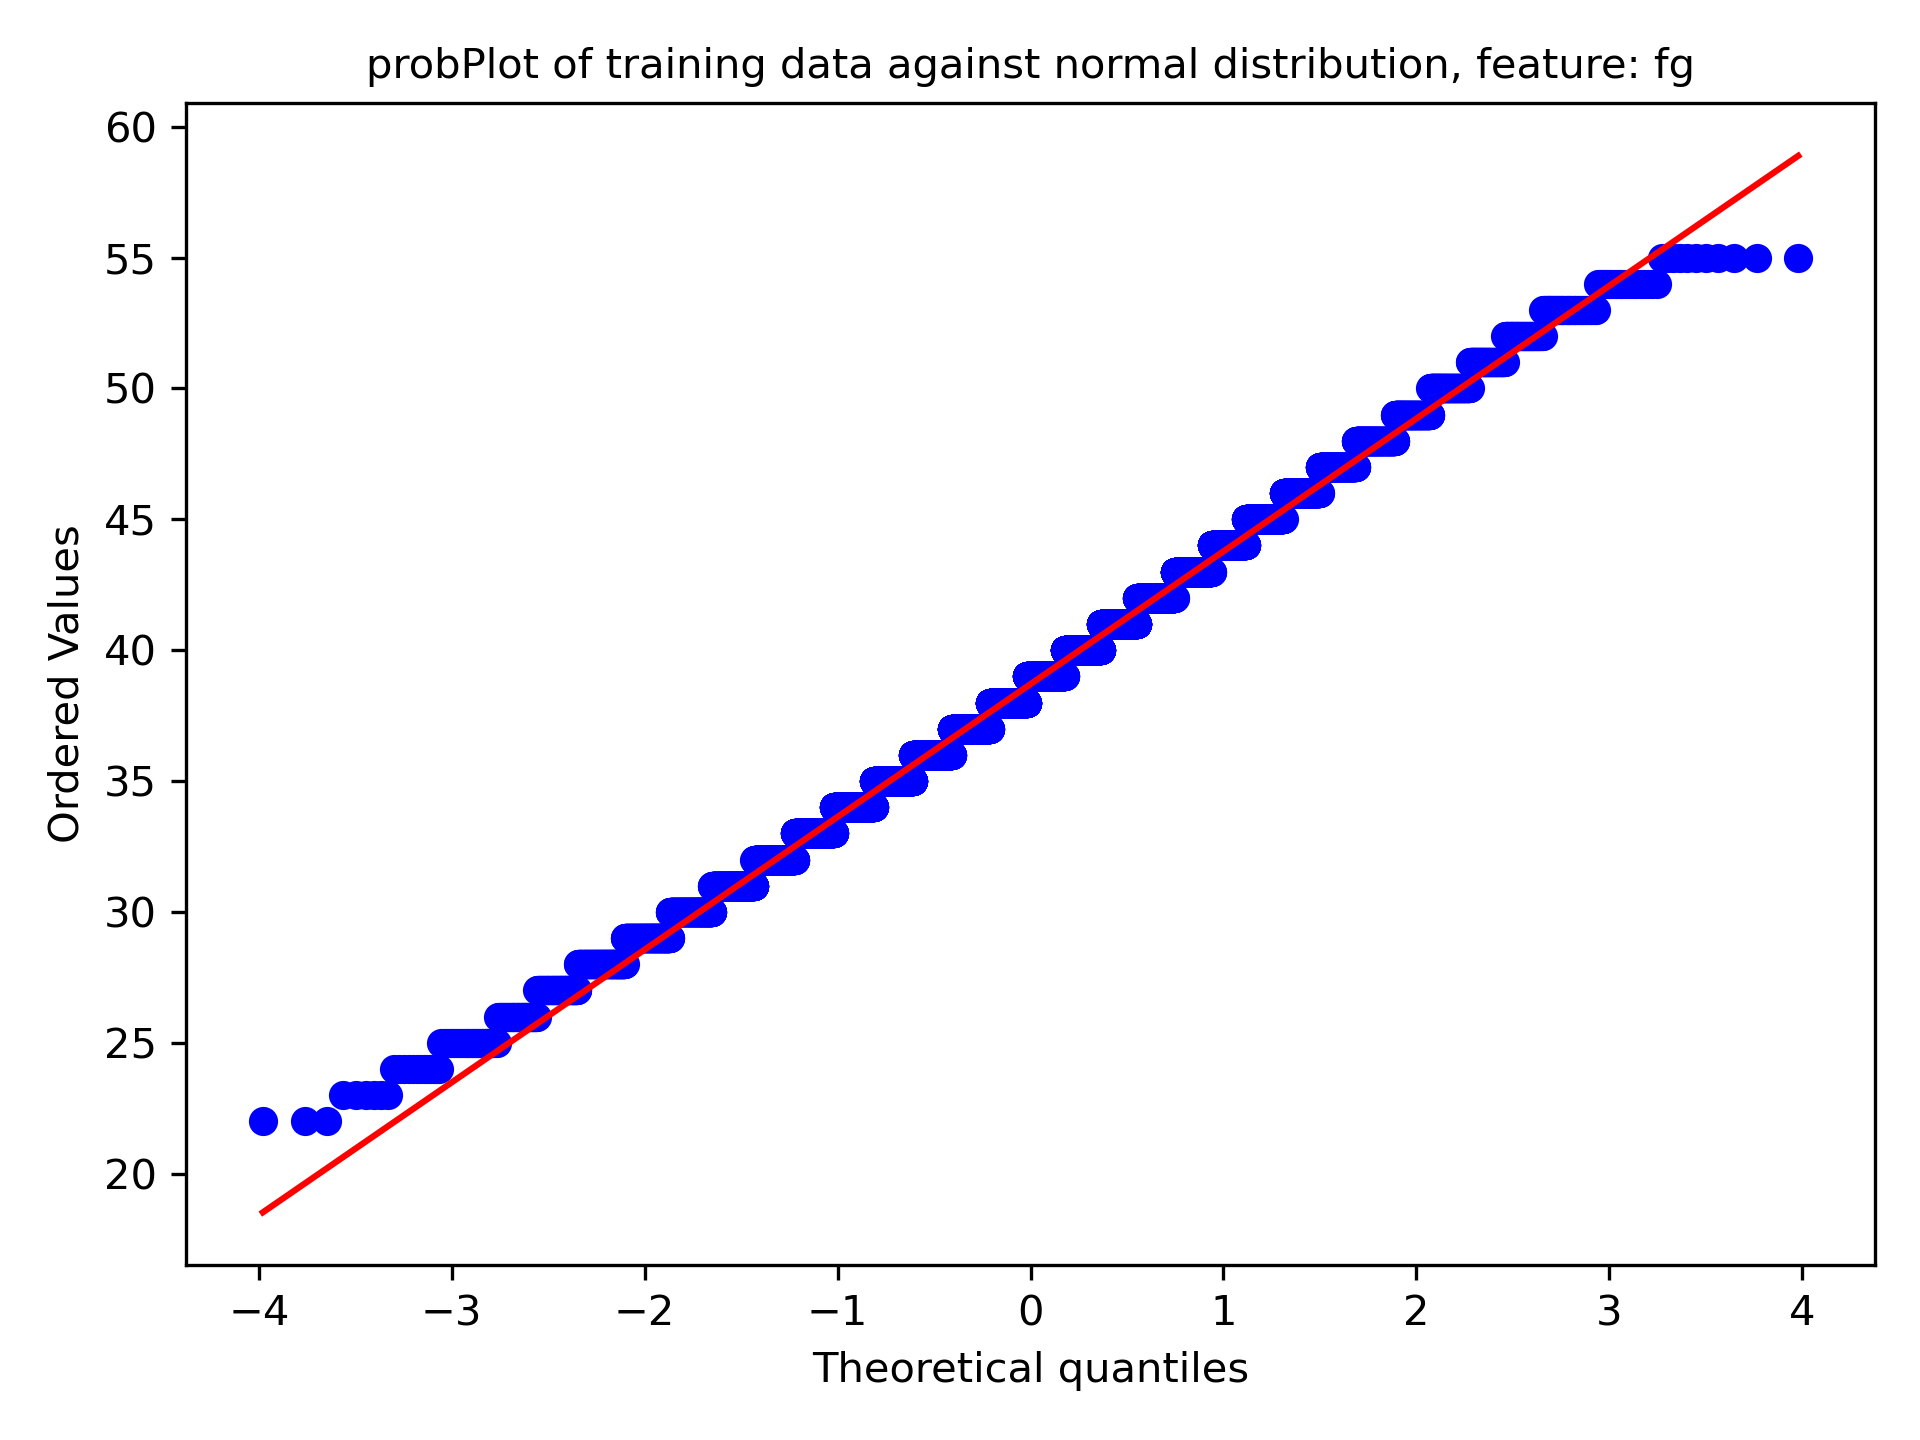 probPlot of training data against normal distribution, feature: fg
60
55
50
45
40
35
30
25
20
Ordered Values
−4 −3 −2 −1 0 1 2 3 4
Theoretical quantiles